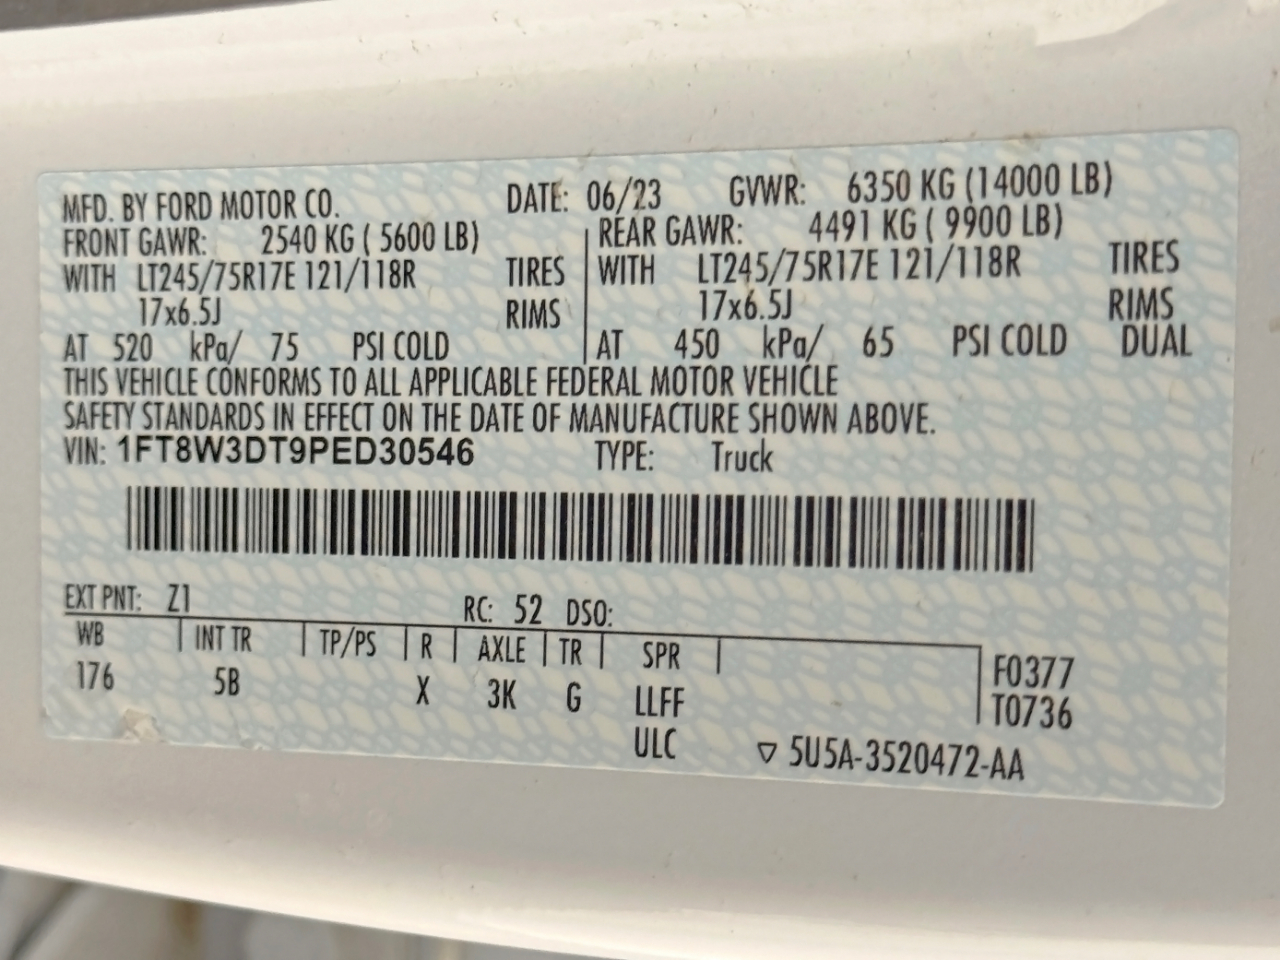 MFD. BY FORD MOTOR CO. DATE: 06/23 GVWR: 6350 KG (14000 LB)
FRONT GAWR: 2540 KG ( 5600 LB) REAR GAWR: 4491 KG ( 9900 LB)
WITH LT245/75R17E 121/118R TIRES WITH LT245/75R17E 121/118R TIRES
17x6.5J RIMS 17x6.5J RIMS
AT 520 kPa/ 75 PSI COLD AT 450 kPa/ 65 PSI COLD DUAL
THIS VEHICLE CONFORMS TO ALL APPLICABLE FEDERAL MOTOR VEHICLE
SAFETY STANDARDS IN EFFECT ON THE DATE OF MANUFACTURE SHOWN ABOVE.
VIN: 1FT8W3DT9PED30546 TYPE: Truck
EXT PNT: Z1 RC: 52 DSO:
WB INT TR TP/PS R AXLE TR SPR F0377
176 5B X 3K G LLFF T0736
ULC ▽ 5U5A-3520472-AA